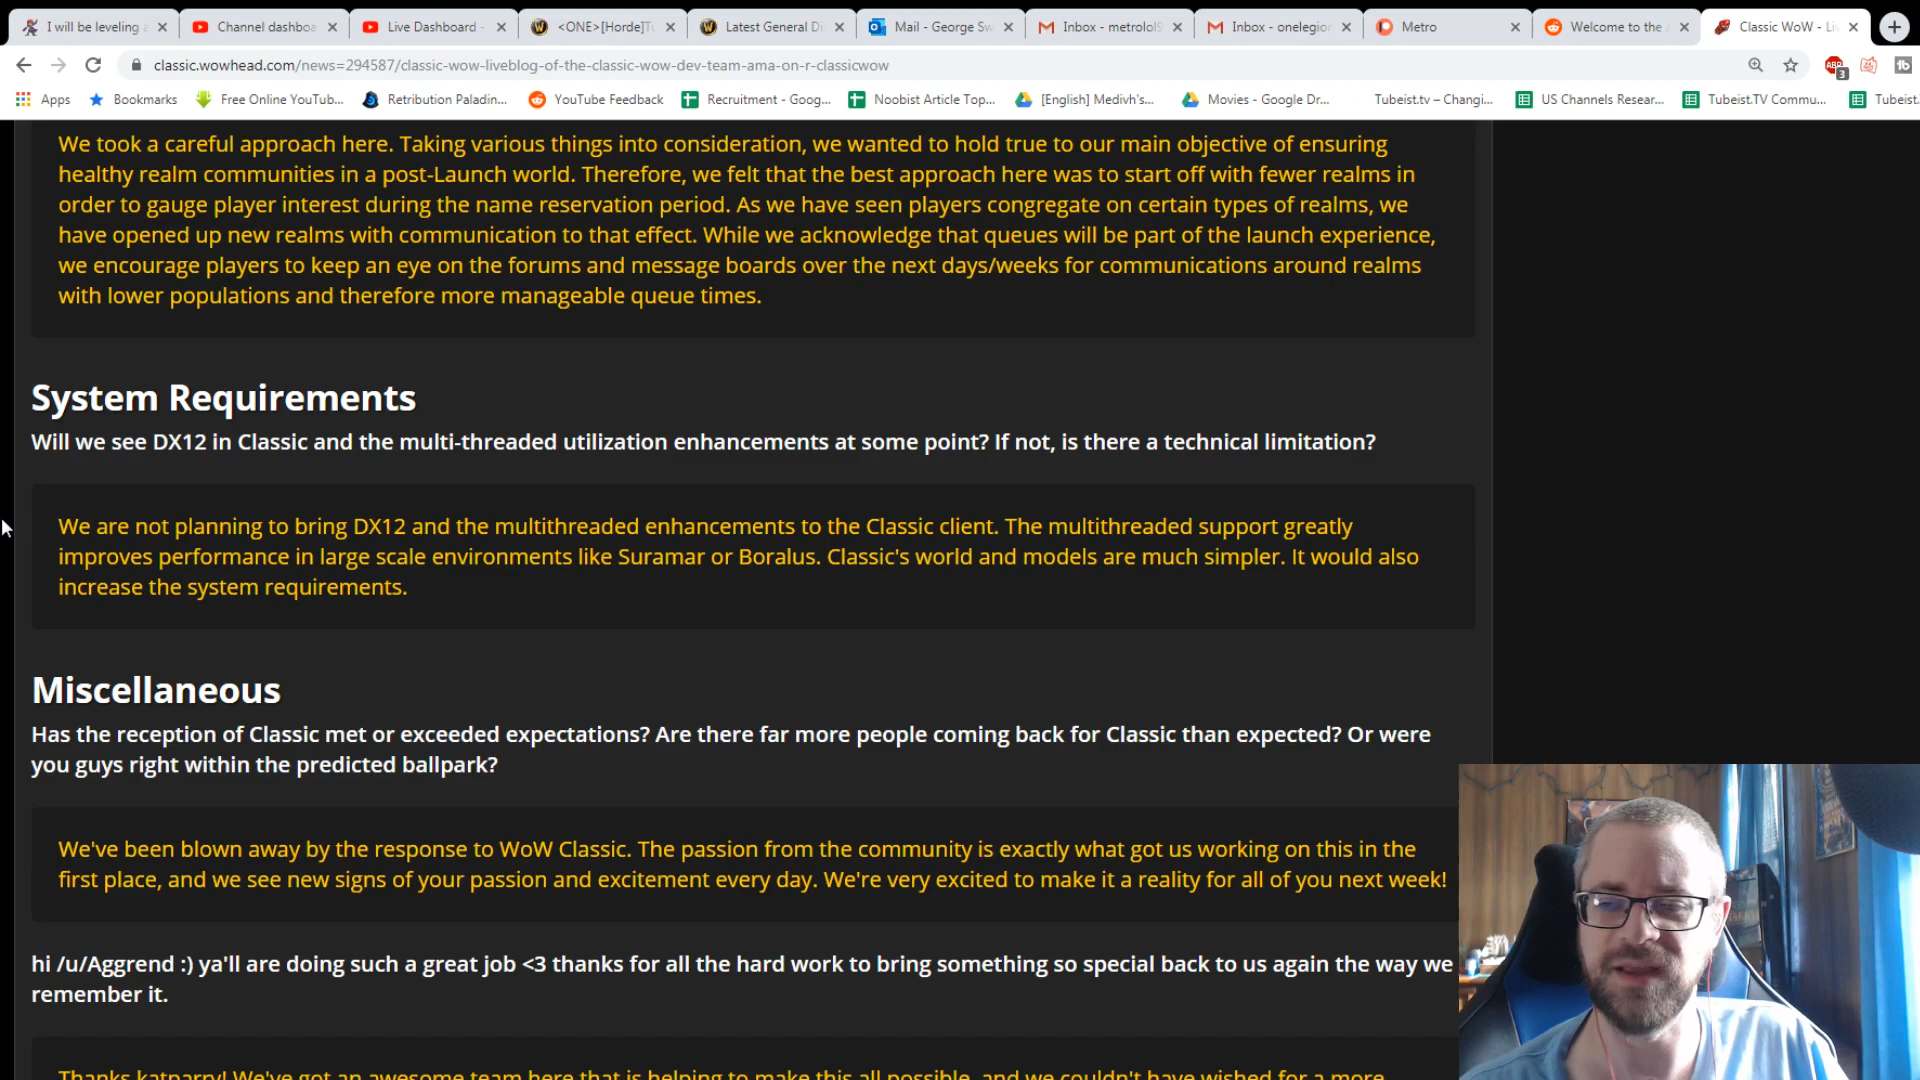 I will be leveling a
Channel dashboa
Live Dashboard -
<ONE>[Horde]Tu
Latest General Di
Mail - George Sw
Inbox - metrolol9
Inbox - onelegion
Metro
Welcome to the A
Classic WoW - Li
classic.wowhead.com/news=294587/classic-wow-liveblog-of-the-classic-wow-dev-team-ama-on-r-classicwow
ABP
3
tb
Apps
Bookmarks
Free Online YouTub...
Retribution Paladin...
YouTube Feedback
Recruitment - Goog...
Noobist Article Top...
[English] Medivh's...
Movies - Google Dr...
Tubeist.tv – Changi...
US Channels Resear...
Tubeist.TV Commu...
Tubeist.
We took a careful approach here. Taking various things into consideration, we wanted to hold true to our main objective of ensuring
healthy realm communities in a post-Launch world. Therefore, we felt that the best approach here was to start off with fewer realms in
order to gauge player interest during the name reservation period. As we have seen players congregate on certain types of realms, we
have opened up new realms with communication to that effect. While we acknowledge that queues will be part of the launch experience,
we encourage players to keep an eye on the forums and message boards over the next days/weeks for communications around realms
with lower populations and therefore more manageable queue times.
System Requirements
Will we see DX12 in Classic and the multi-threaded utilization enhancements at some point? If not, is there a technical limitation?
We are not planning to bring DX12 and the multithreaded enhancements to the Classic client. The multithreaded support greatly
improves performance in large scale environments like Suramar or Boralus. Classic's world and models are much simpler. It would also
increase the system requirements.
Miscellaneous
Has the reception of Classic met or exceeded expectations? Are there far more people coming back for Classic than expected? Or were
you guys right within the predicted ballpark?
We've been blown away by the response to WoW Classic. The passion from the community is exactly what got us working on this in the
first place, and we see new signs of your passion and excitement every day. We're very excited to make it a reality for all of you next week!
hi /u/Aggrend :) ya'll are doing such a great job <3 thanks for all the hard work to bring something so special back to us again the way we
remember it.
Thanks katparry! We've got an awesome team here that is helping to make this all possible, and we couldn't have wished for a more